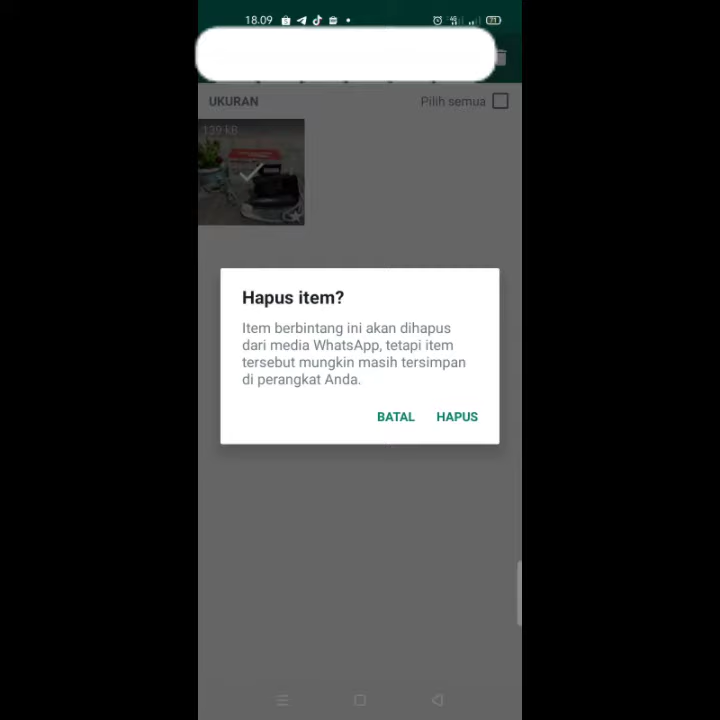 18.09
71
UKURAN
Pilih semua
139 kB
Hapus item?
Item berbintang ini akan dihapus
dari media WhatsApp, tetapi item
tersebut mungkin masih tersimpan
di perangkat Anda.
BATAL HAPUS